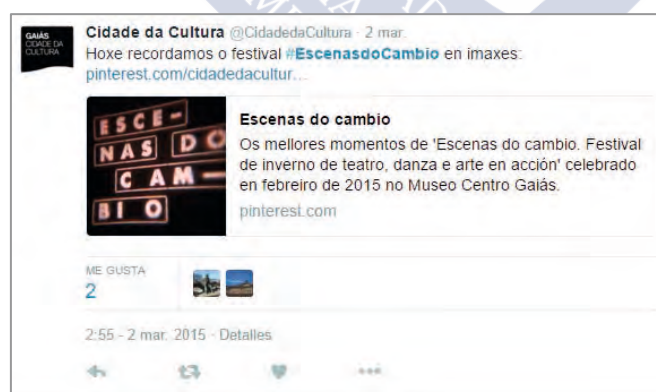 GAIÁS
CIDADE DA
CULTURA
Cidade da Cultura @CidadedaCultura · 2 mar.
Hoxe recordamos o festival #EscenasdoCambio en imaxes:
pinterest.com/cidadedacultur…
ESCE-
NAS DO
CAM-
BIO
Escenas do cambio
Os mellores momentos de 'Escenas do cambio. Festival
de inverno de teatro, danza e arte en acción' celebrado
en febreiro de 2015 no Museo Centro Gaiás.
pinterest.com
ME GUSTA
2
2:55 - 2 mar. 2015 · Detalles